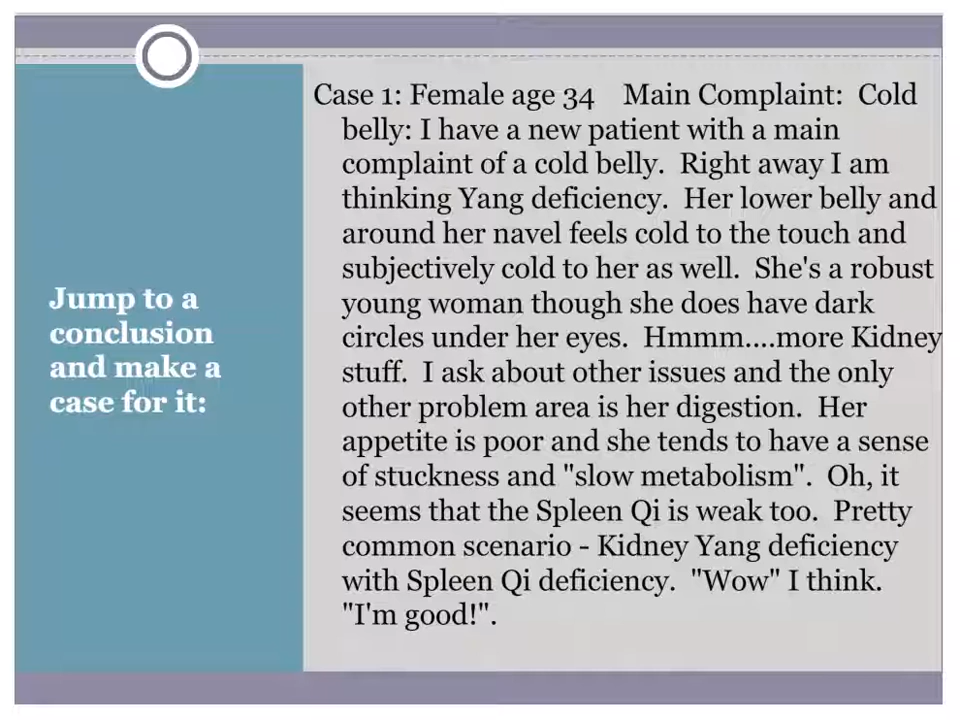 Jump to a
conclusion
and make a
case for it:
Case 1: Female age 34    Main Complaint:  Cold
belly: I have a new patient with a main
complaint of a cold belly.  Right away I am
thinking Yang deficiency.  Her lower belly and
around her navel feels cold to the touch and
subjectively cold to her as well.  She's a robust
young woman though she does have dark
circles under her eyes.  Hmmm....more Kidney
stuff.  I ask about other issues and the only
other problem area is her digestion.  Her
appetite is poor and she tends to have a sense
of stuckness and "slow metabolism".  Oh, it
seems that the Spleen Qi is weak too.  Pretty
common scenario - Kidney Yang deficiency
with Spleen Qi deficiency.  "Wow" I think.
"I'm good!".